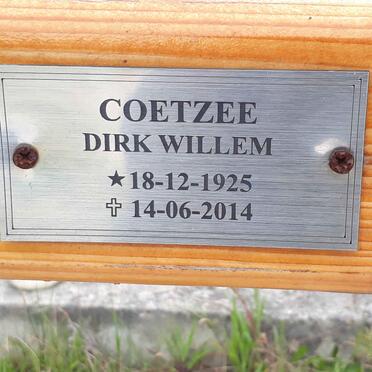 COETZEE
DIRK WILLEM
★18-12-1925
✞ 14-06-2014